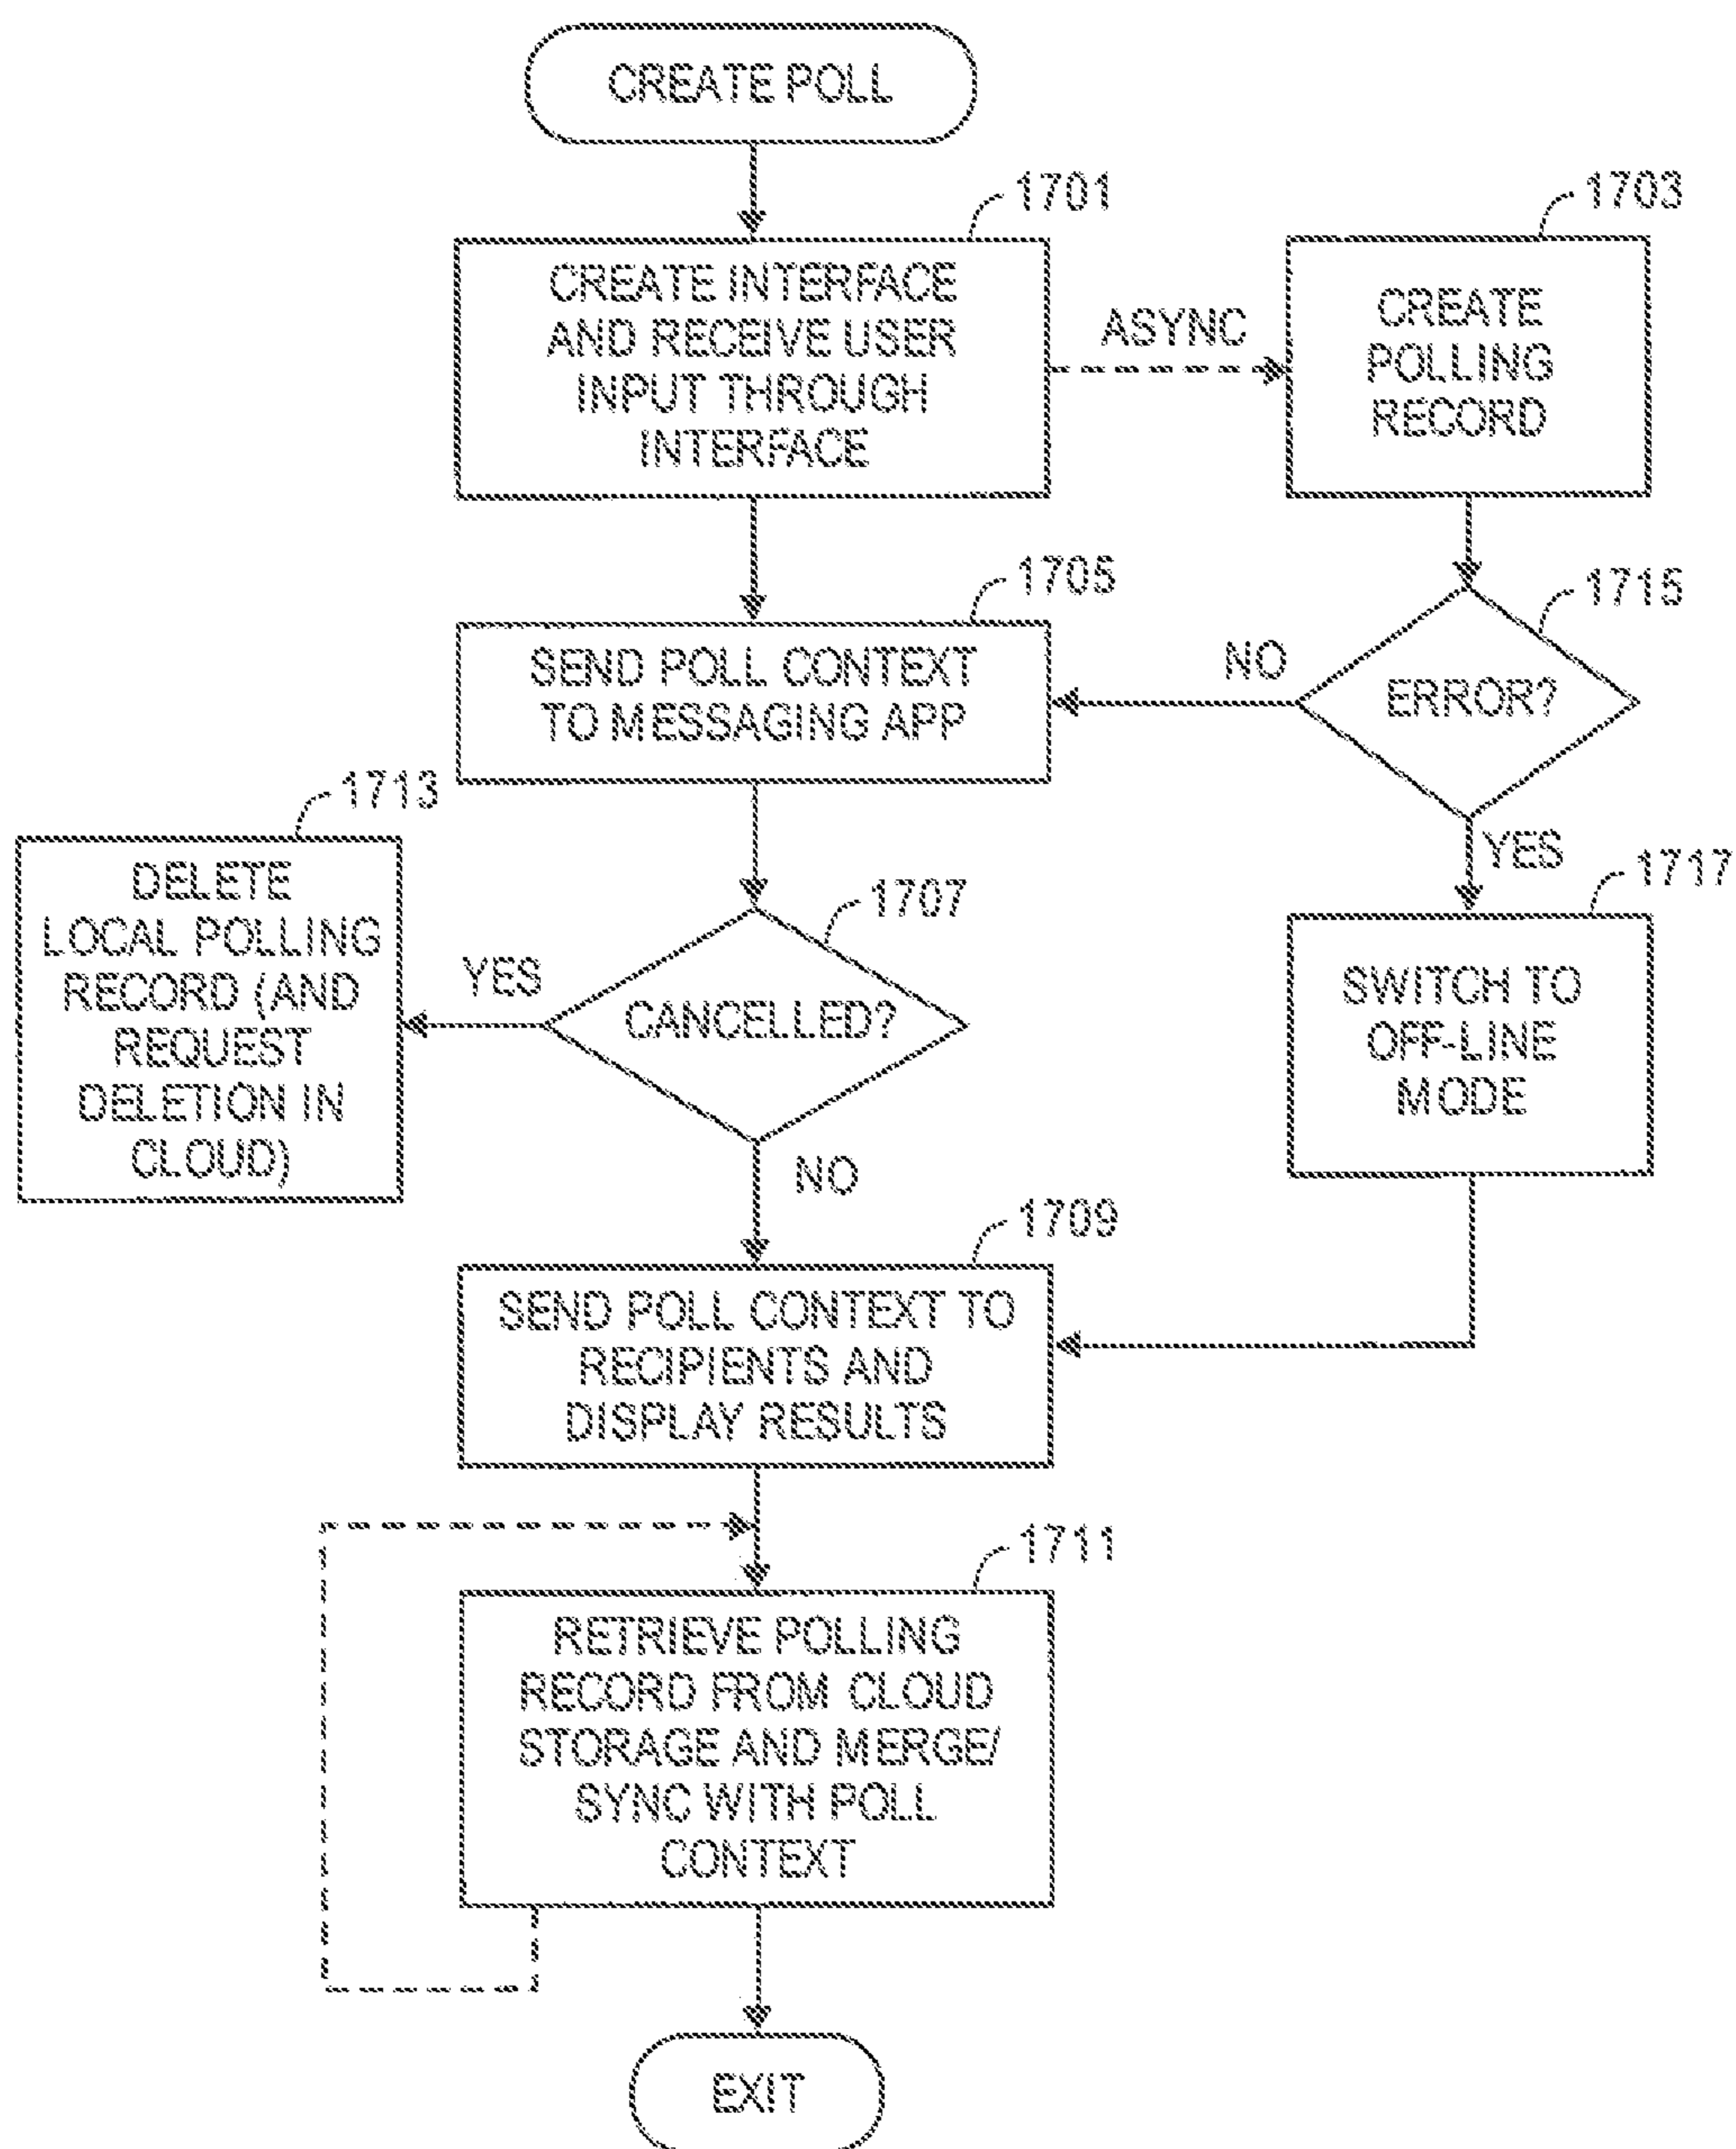 CREATE POLL
1701
CREATE INTERFACE
AND RECEIVE USER
INPUT THROUGH
INTERFACE
ASYNC
1703
CREATE
POLLING
RECORD
1705
SEND POLL CONTEXT
TO MESSAGING APP
NO
1715
ERROR?
YES
1713
DELETE
LOCAL POLLING
RECORD (AND
REQUEST
DELETION IN
CLOUD)
YES
1707
CANCELLED?
NO
1717
SWITCH TO
OFF-LINE
MODE
1709
SEND POLL CONTEXT TO
RECIPIENTS AND
DISPLAY RESULTS
1711
RETRIEVE POLLING
RECORD FROM CLOUD
STORAGE AND MERGE/
SYNC WITH POLL
CONTEXT
EXIT